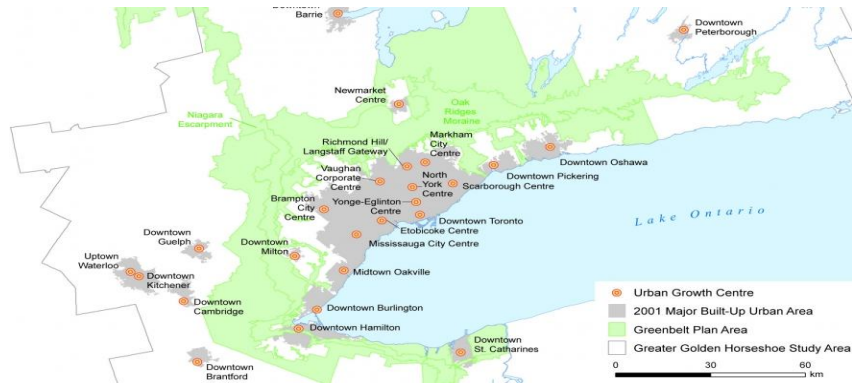 Downtown
Barrie
Downtown
Peterborough
Newmarket
Centre
Oak
Ridges
Moraine
Niagara
Escarpment
Richmond Hill/
Langstaff Gateway
Markham
City
Centre
Downtown Oshawa
Downtown Pickering
Vaughan
Corporate
Centre
North
York
Centre
Scarborough Centre
Brampton
City
Centre
Yonge-Eglinton
Centre
Downtown Toronto
Etobicoke Centre
Lake Ontario
Mississauga City Centre
Downtown
Guelph
Downtown
Milton
Uptown
Waterloo
Downtown
Kitchener
Midtown Oakville
Downtown
Cambridge
Downtown Burlington
Downtown Hamilton
Downtown
St. Catharines
Downtown
Brantford
Urban Growth Centre
2001 Major Built-Up Urban Area
Greenbelt Plan Area
Greater Golden Horseshoe Study Area
0 30 60
km